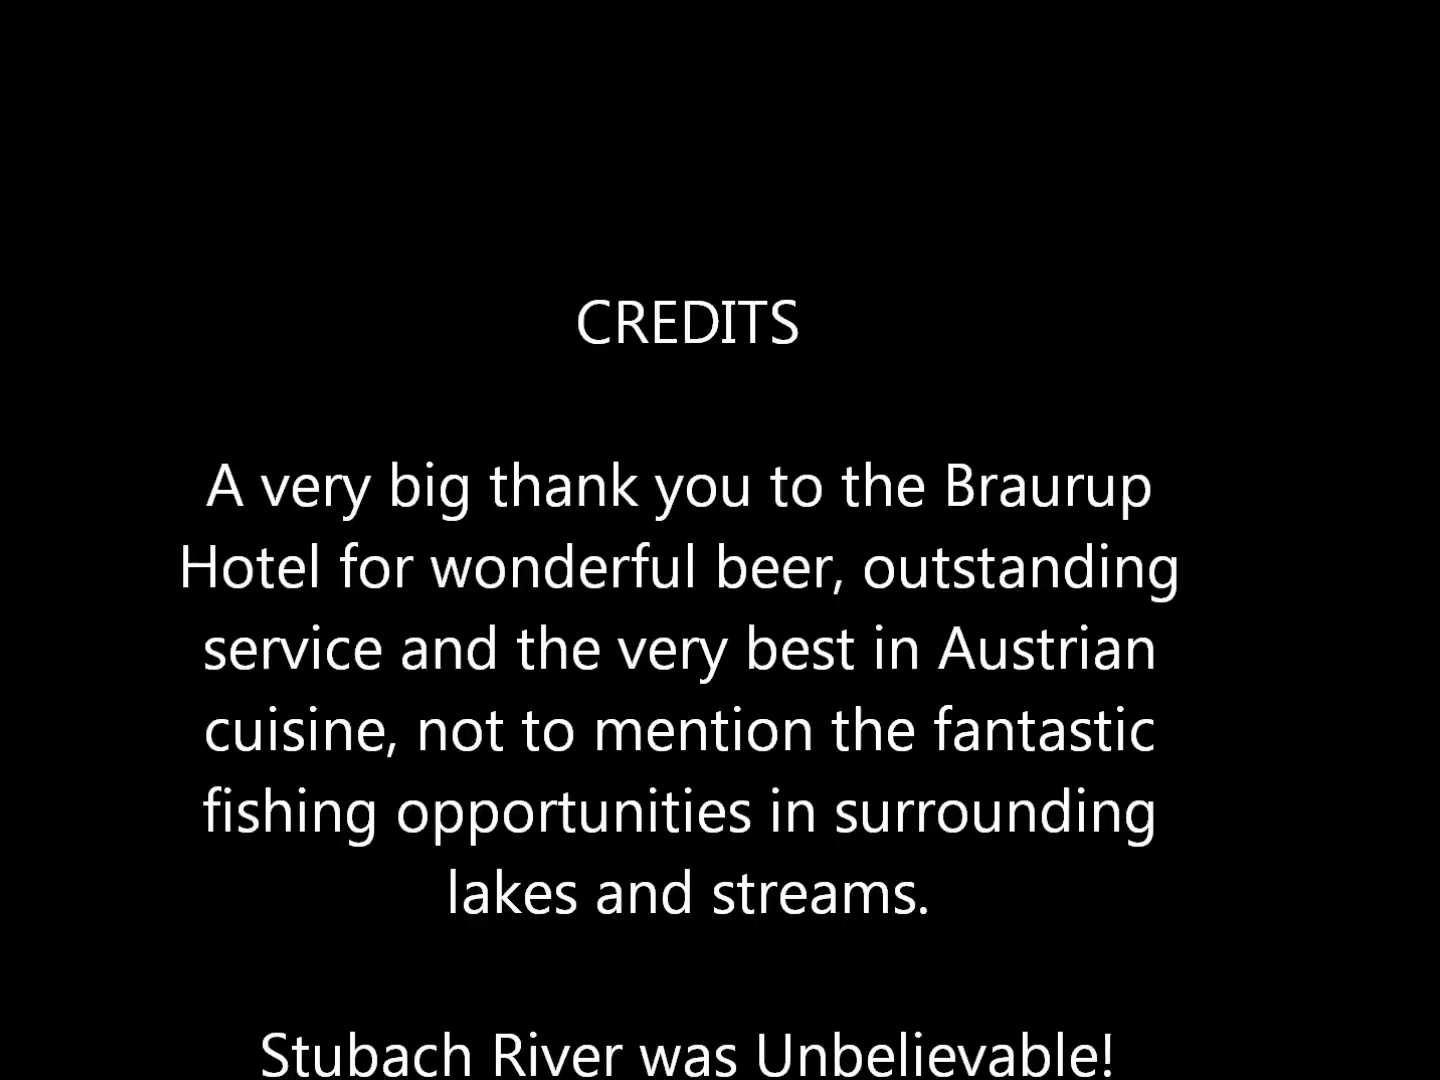 CREDITS
A very big thank you to the Braurup
Hotel for wonderful beer, outstanding
service and the very best in Austrian
cuisine, not to mention the fantastic
fishing opportunities in surrounding
lakes and streams.
Stubach River was Unbelievable!